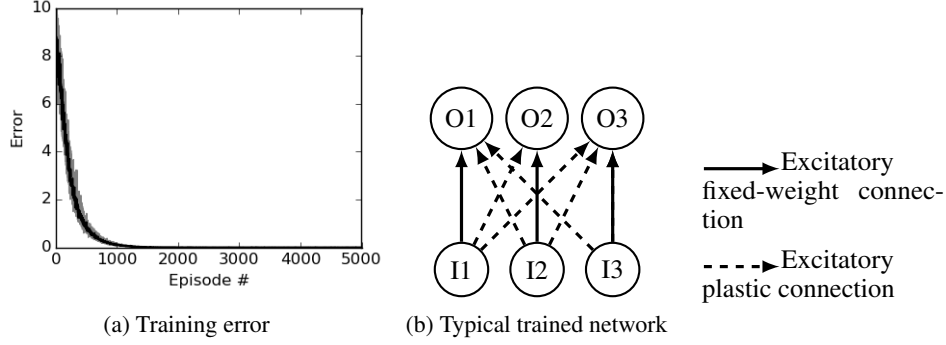 10
8
6
4
2
0
Error
0 1000 2000 3000 4000 5000
Episode #
(a) Training error
O1 O2 O3
I1 I2 I3
(b) Typical trained network
Excitatory
fixed-weight connec-
tion
Excitatory
plastic connection